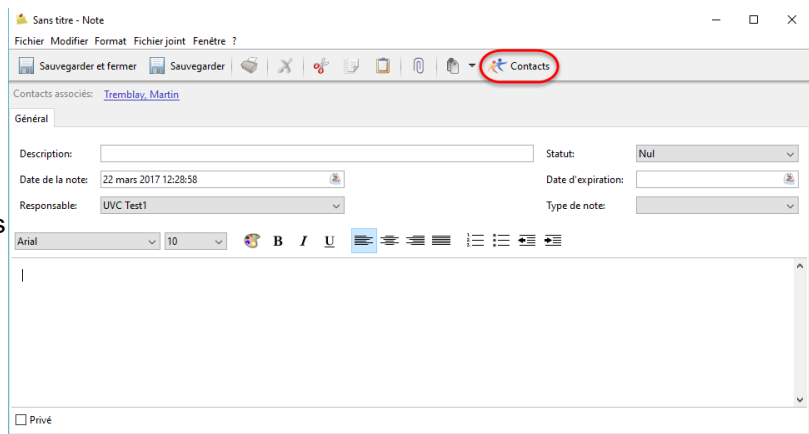 Sans titre - Note
Fichier Modifier Format Fichier joint Fenêtre ?
Sauvegarder et fermer Sauvegarder Contacts
Contacts associés: Tremblay, Martin
Général
Description: Statut: Nul
Date de la note: 22 mars 2017 12:28:58 Date d'expiration:
Responsable: UVC Test1 Type de note:
s
Arial 10 B I U
Privé